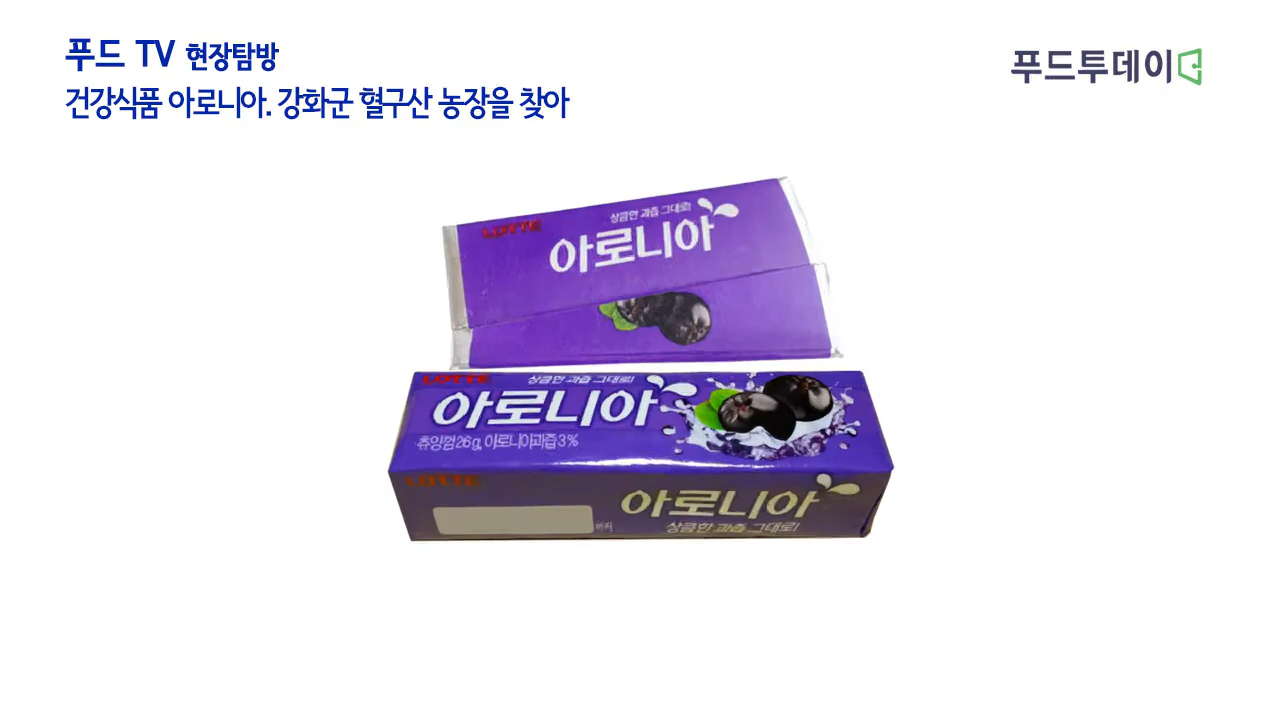 푸드 TV 현장탐방
건강식품 아로니아. 강화군 혈구산 농장을 찾아
푸드투데이
LOTTE
상큼한 과즙 그대로!
아로니아
LOTTE
상큼한 과즙 그대로!
아로니아
츄잉껌 26g, 아로니아과즙 3%
LOTTE
아로니아
까지
상큼한 과즙 그대로!